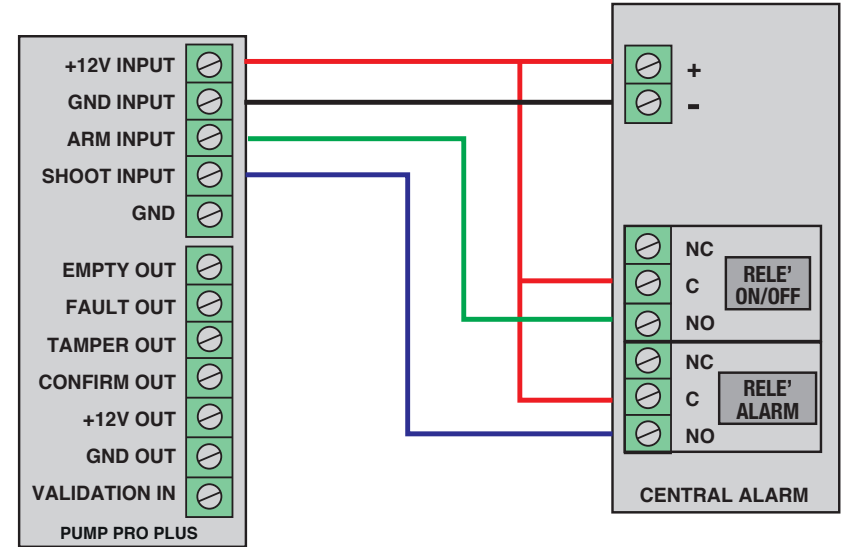 +12V INPUT
GND INPUT
ARM INPUT
SHOOT INPUT
GND
EMPTY OUT
FAULT OUT
TAMPER OUT
CONFIRM OUT
+12V OUT
GND OUT
VALIDATION IN
PUMP PRO PLUS
+
-
NC
C
NO
RELE'
ON/OFF
NC
C
NO
RELE'
ALARM
CENTRAL ALARM